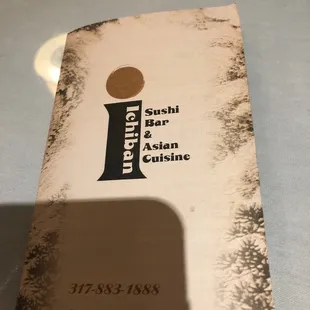 Ichiban
Sushi
Bar
&
Asian
Cuisine
317-883-1888